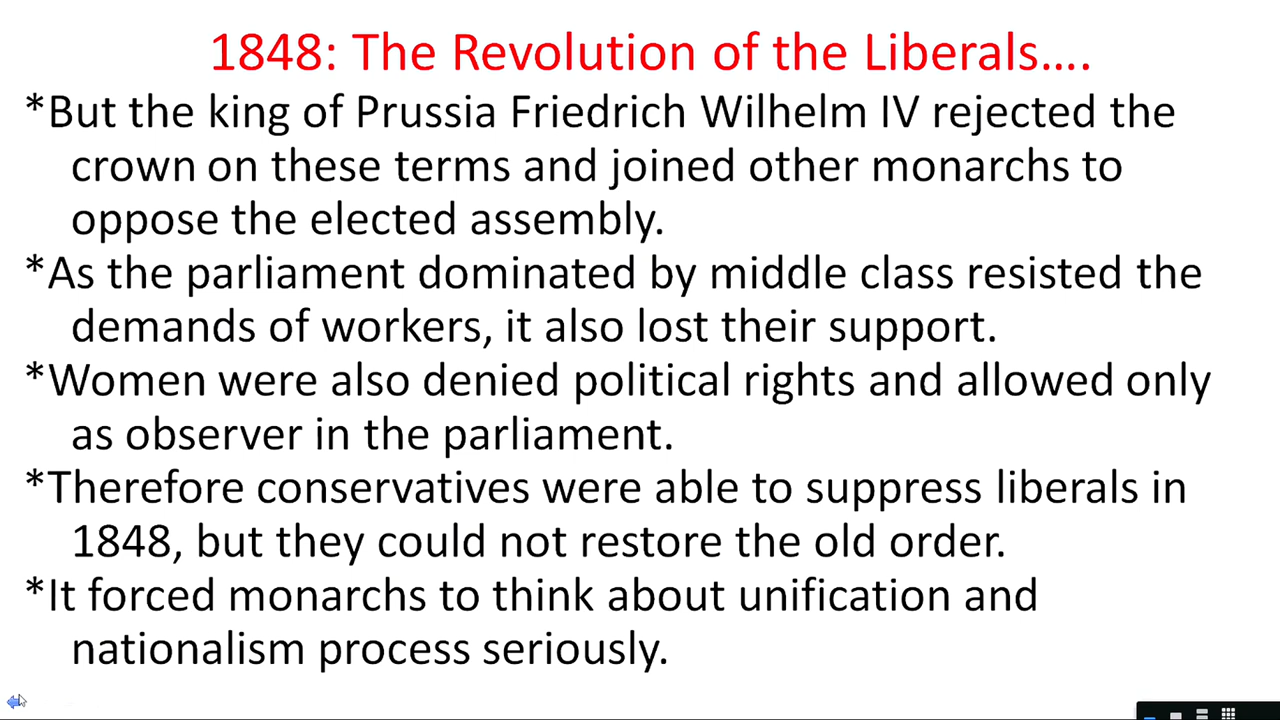 1848: The Revolution of the Liberals….
*But the king of Prussia Friedrich Wilhelm IV rejected the
crown on these terms and joined other monarchs to
oppose the elected assembly.
*As the parliament dominated by middle class resisted the
demands of workers, it also lost their support.
*Women were also denied political rights and allowed only
as observer in the parliament.
*Therefore conservatives were able to suppress liberals in
1848, but they could not restore the old order.
*It forced monarchs to think about unification and
nationalism process seriously.